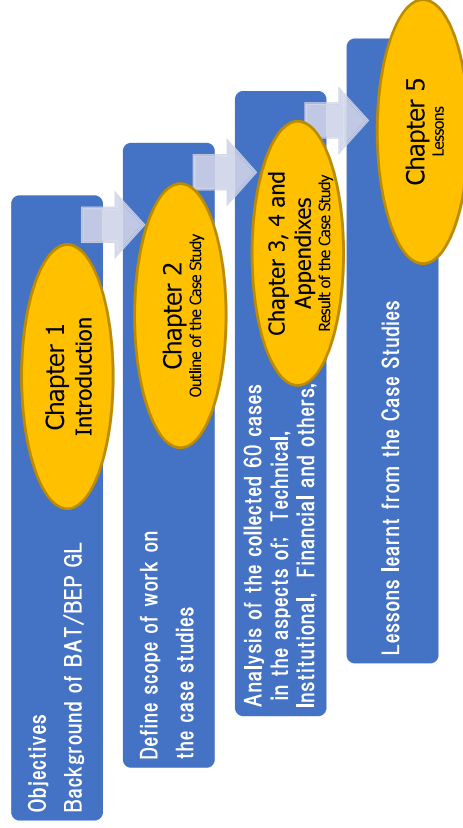 Objectives
Background of BAT/BEP GL
Chapter 1
Introduction
Define scope of work on
the case studies
Chapter 2
Outline of the Case Study
Analysis of the collected 60 cases
in the aspects of; Technical,
Institutional, Financial and others,
Chapter 3, 4 and
Appendixes
Result of the Case Study
Lessons learnt from the Case Studies
Chapter 5
Lessons